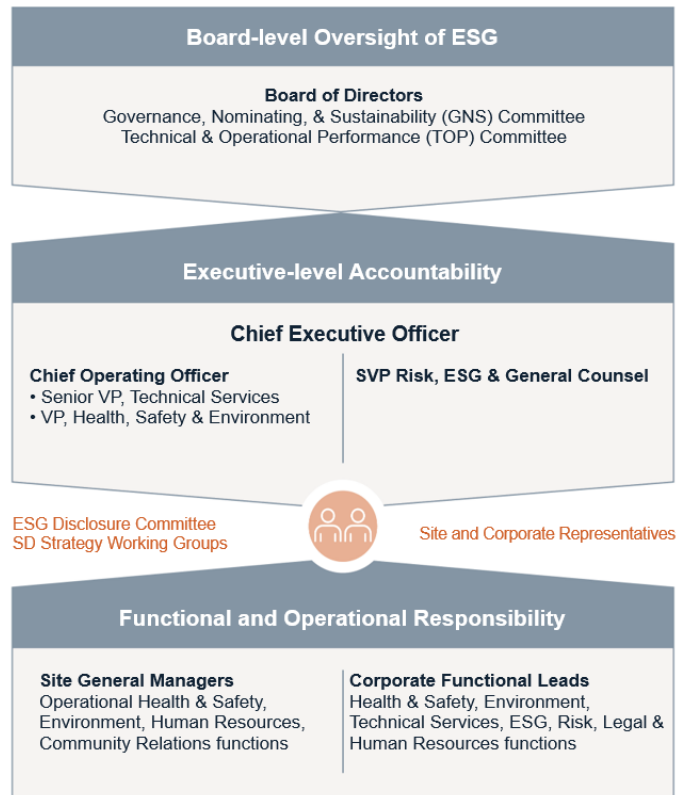 Board-level Oversight of ESG
Board of Directors
Governance, Nominating, & Sustainability (GNS) Committee
Technical & Operational Performance (TOP) Committee
Executive-level Accountability
Chief Executive Officer
Chief Operating Officer
• Senior VP, Technical Services
• VP, Health, Safety & Environment
SVP Risk, ESG & General Counsel
ESG Disclosure Committee
SD Strategy Working Groups
Site and Corporate Representatives
Functional and Operational Responsibility
Site General Managers
Operational Health & Safety,
Environment, Human Resources,
Community Relations functions
Corporate Functional Leads
Health & Safety, Environment,
Technical Services, ESG, Risk, Legal &
Human Resources functions